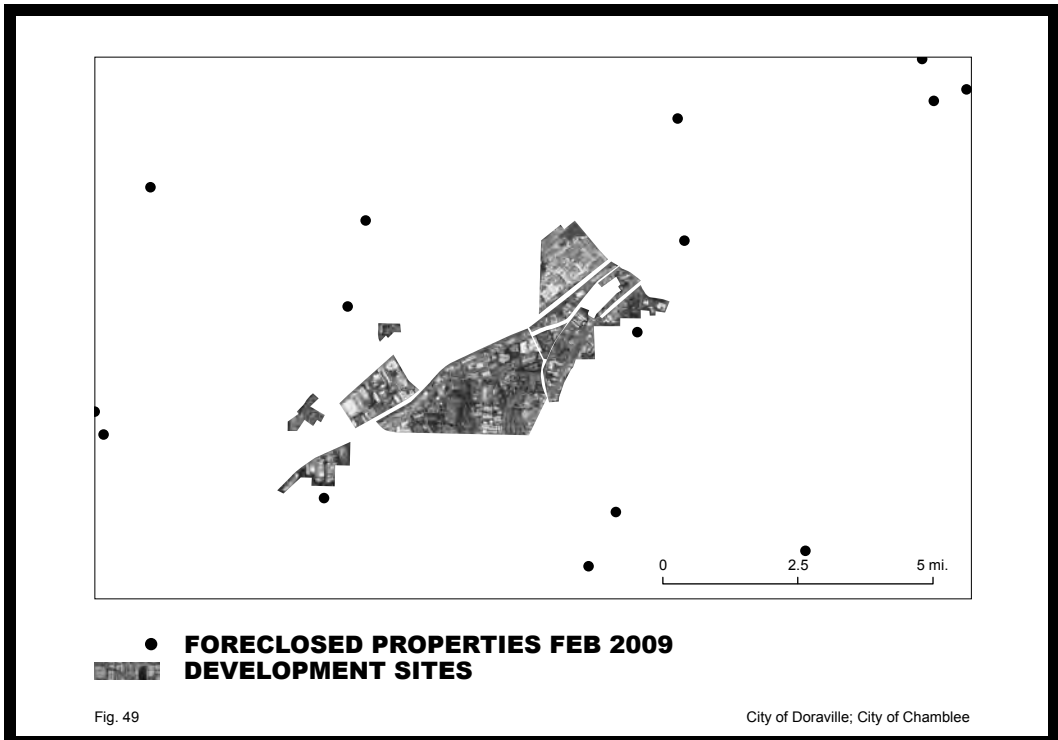 0 2.5 5 mi.
FORECLOSED PROPERTIES FEB 2009
DEVELOPMENT SITES
Fig. 49 City of Doraville; City of Chamblee